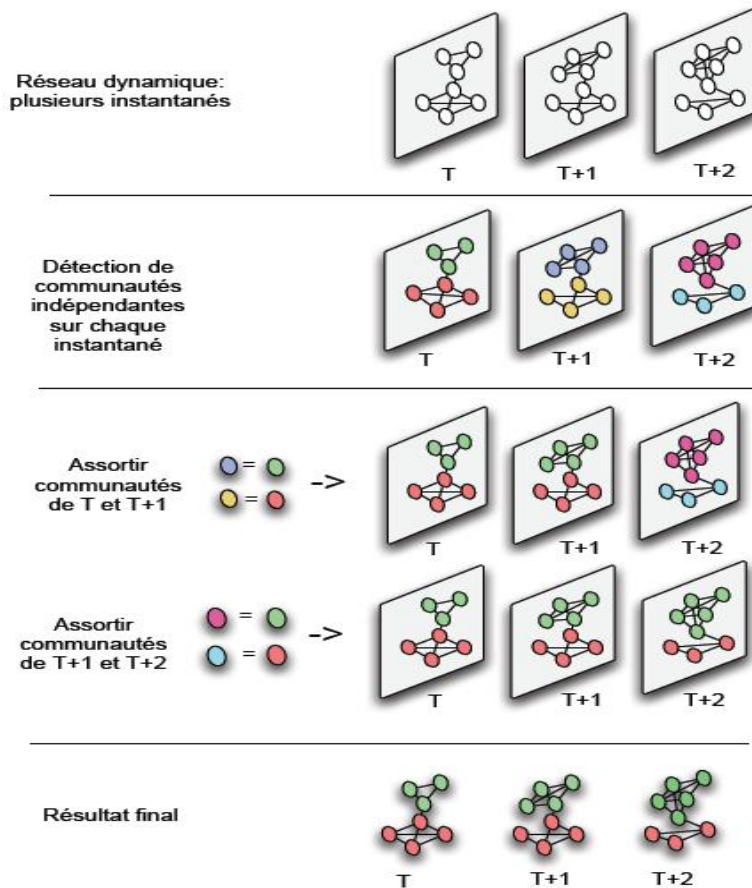 Réseau dynamique:
plusieurs instantanés
T
T+1
T+2
Détection de
communautés
indépendantes
sur chaque
instantané
T
T+1
T+2
Assortir
communautés
de T et T+1
=
=
->
T
T+1
T+2
Assortir
communautés
de T+1 et T+2
=
=
->
T
T+1
T+2
Résultat final
T
T+1
T+2